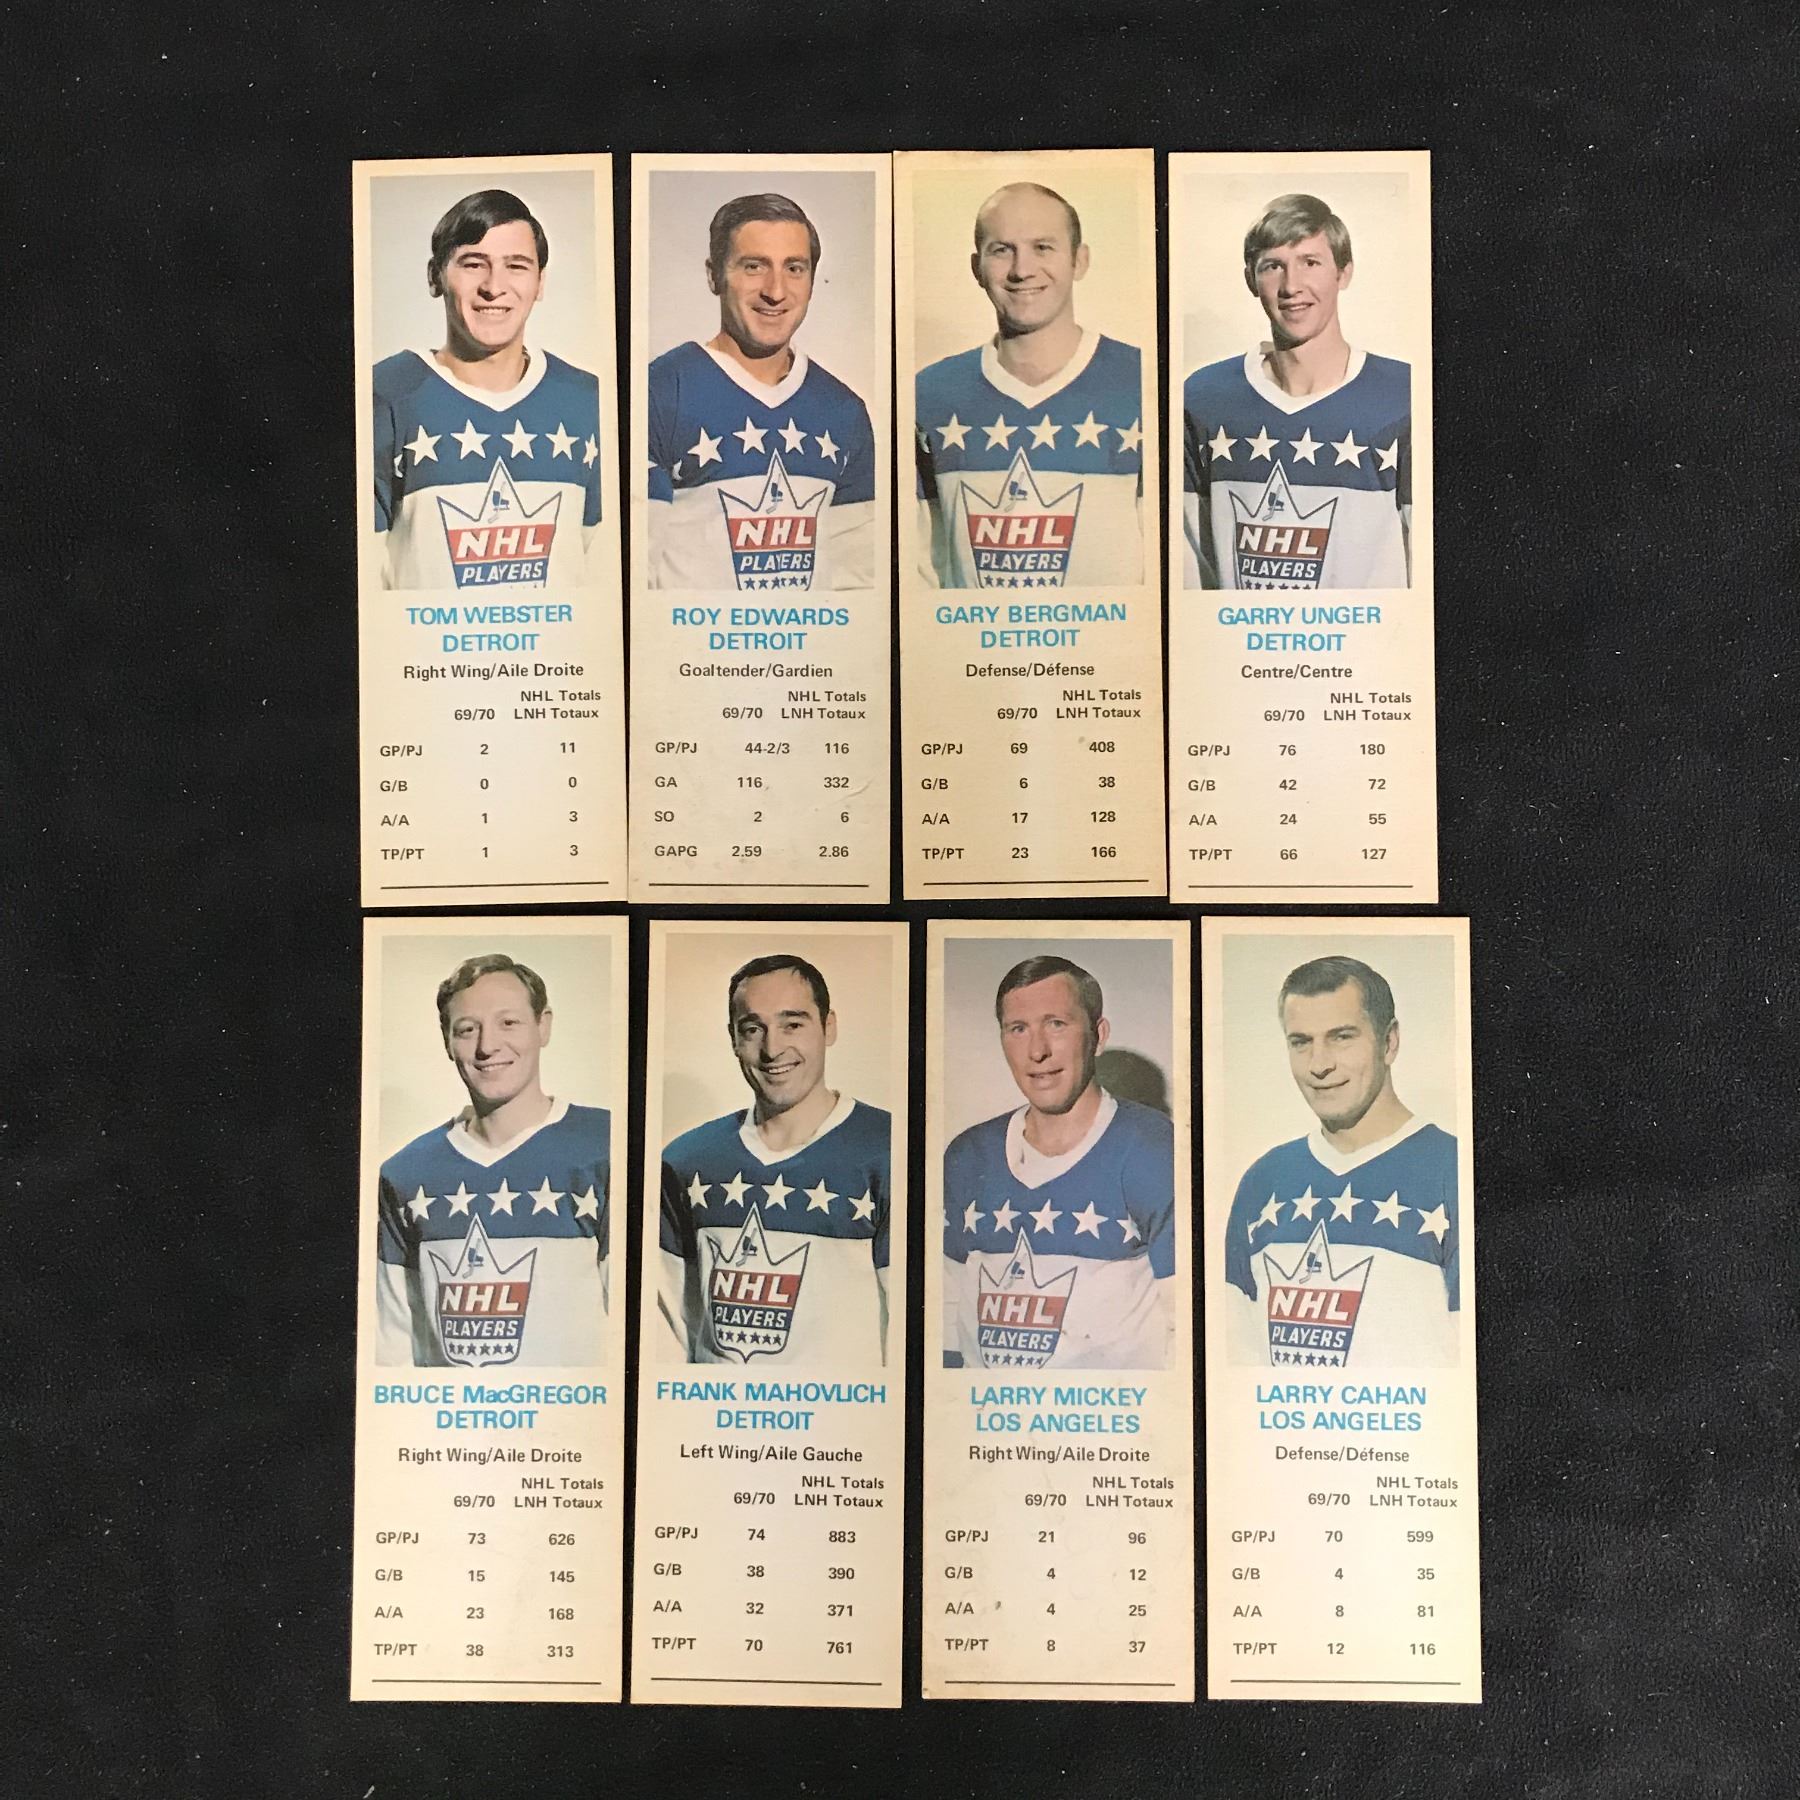 NHL
PLAYERS
TOM WEBSTER
DETROIT
Right Wing/Aile Droite
NHL Totals
69/70 LNH Totaux
GP/PJ 2 11
G/B 0 0
A/A 1 3
TP/PT 1 3
NHL
PLAYERS
ROY EDWARDS
DETROIT
Goaltender/Gardien
NHL Totals
69/70 LNH Totaux
GP/PJ 44-2/3 116
GA 116 332
SO 2 6
GAPG 2.59 2.86
NHL
PLAYERS
GARY BERGMAN
DETROIT
Defense/Défense
NHL Totals
69/70 LNH Totaux
GP/PJ 69 408
G/B 6 38
A/A 17 128
TP/PT 23 166
NHL
PLAYERS
GARRY UNGER
DETROIT
Centre/Centre
NHL Totals
69/70 LNH Totaux
GP/PJ 76 180
G/B 42 72
A/A 24 55
TP/PT 66 127
NHL
PLAYERS
BRUCE MacGREGOR
DETROIT
Right Wing/Aile Droite
NHL Totals
69/70 LNH Totaux
GP/PJ 73 626
G/B 15 145
A/A 23 168
TP/PT 38 313
NHL
PLAYERS
FRANK MAHOVLICH
DETROIT
Left Wing/Aile Gauche
NHL Totals
69/70 LNH Totaux
GP/PJ 74 883
G/B 38 390
A/A 32 371
TP/PT 70 761
NHL
PLAYERS
LARRY MICKEY
LOS ANGELES
Right Wing/Aile Droite
NHL Totals
69/70 LNH Totaux
GP/PJ 21 96
G/B 4 12
A/A 4 25
TP/PT 8 37
NHL
PLAYERS
LARRY CAHAN
LOS ANGELES
Defense/Défense
NHL Totals
69/70 LNH Totaux
GP/PJ 70 599
G/B 4 35
A/A 8 81
TP/PT 12 116